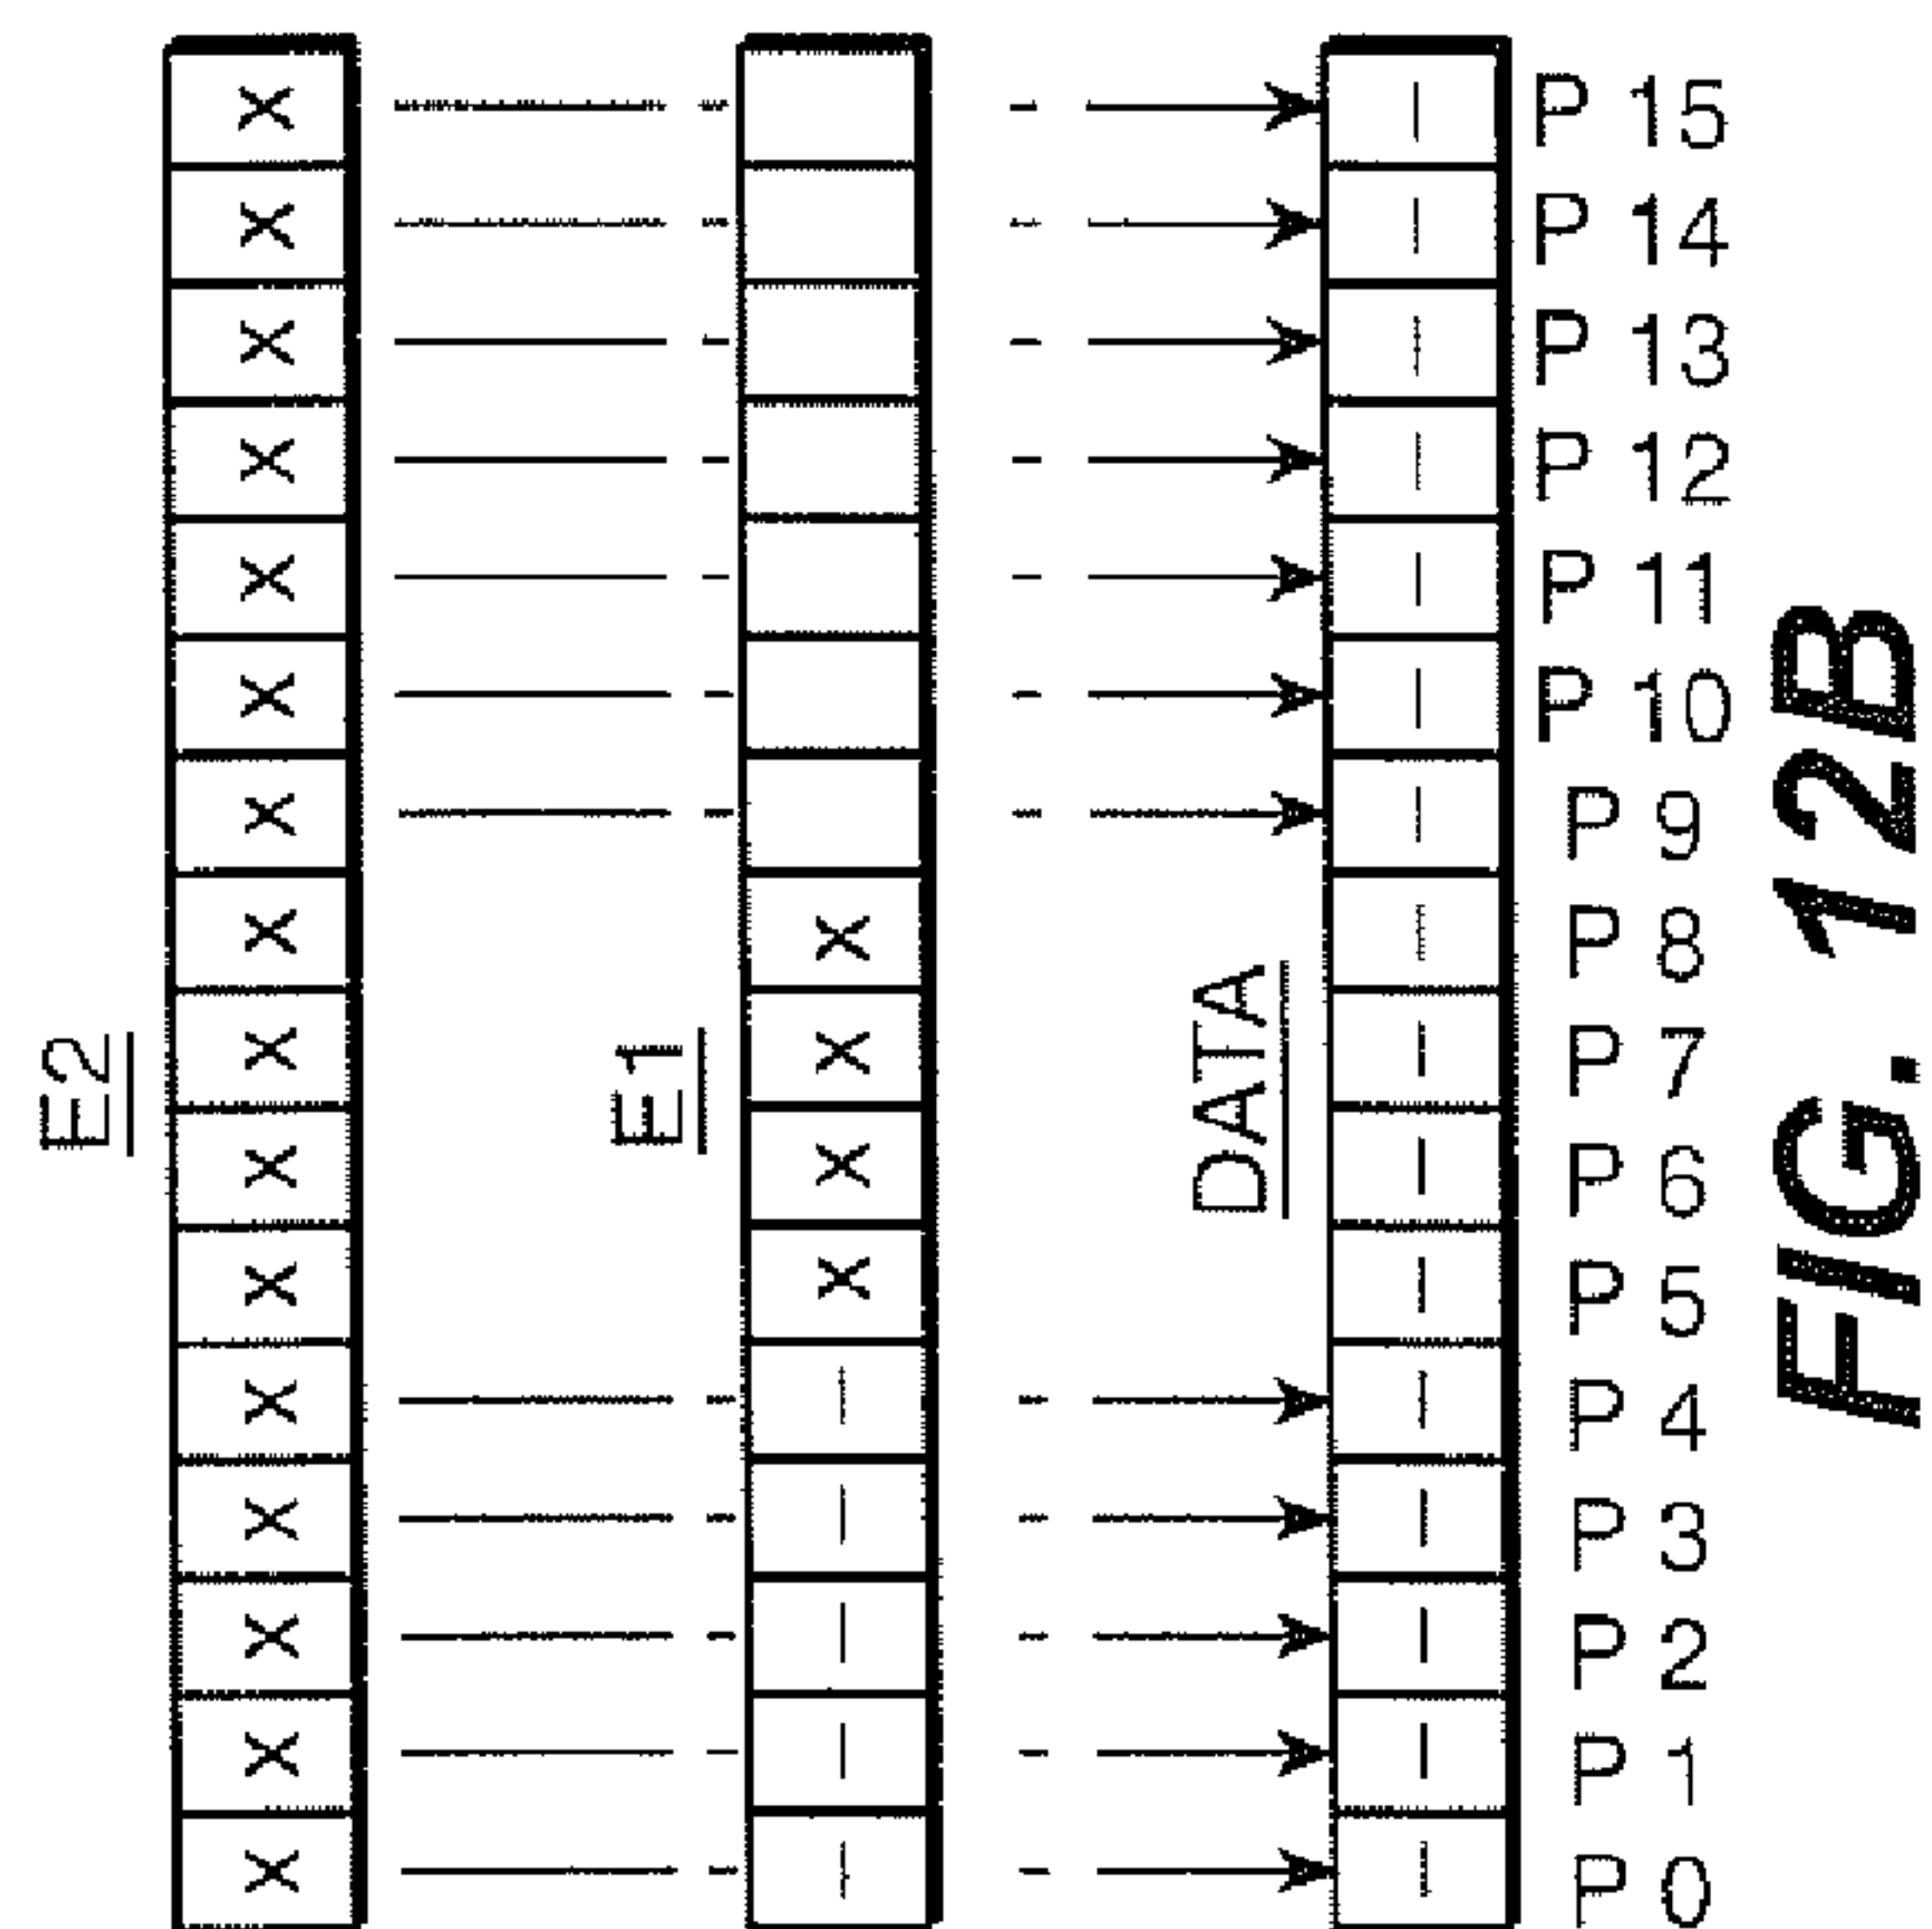 E2
E1
DATA
X P 15
X P 14
X P 13
X P 12
X P 11
X P 10
X P 9
X X P 8
X X P 7
X X P 6
X X P 5
X P 4
X P 3
X P 2
X P 1
X P 0
FIG. 12B